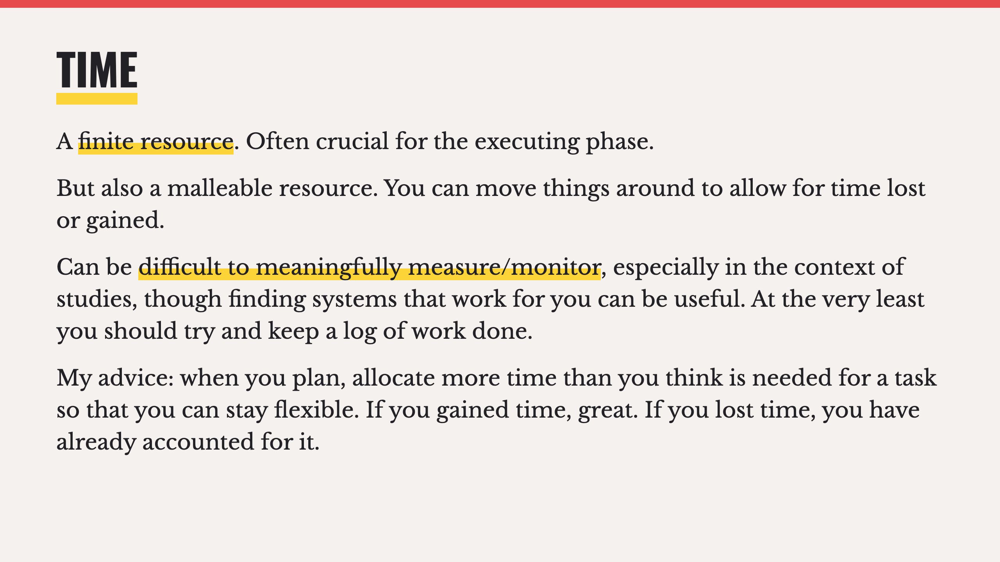 TIME
A finite resource. Often crucial for the executing phase.
But also a malleable resource. You can move things around to allow for time lost
or gained.
Can be difficult to meaningfully measure/monitor, especially in the context of
studies, though finding systems that work for you can be useful. At the very least
you should try and keep a log of work done.
My advice: when you plan, allocate more time than you think is needed for a task
so that you can stay flexible. If you gained time, great. If you lost time, you have
already accounted for it.